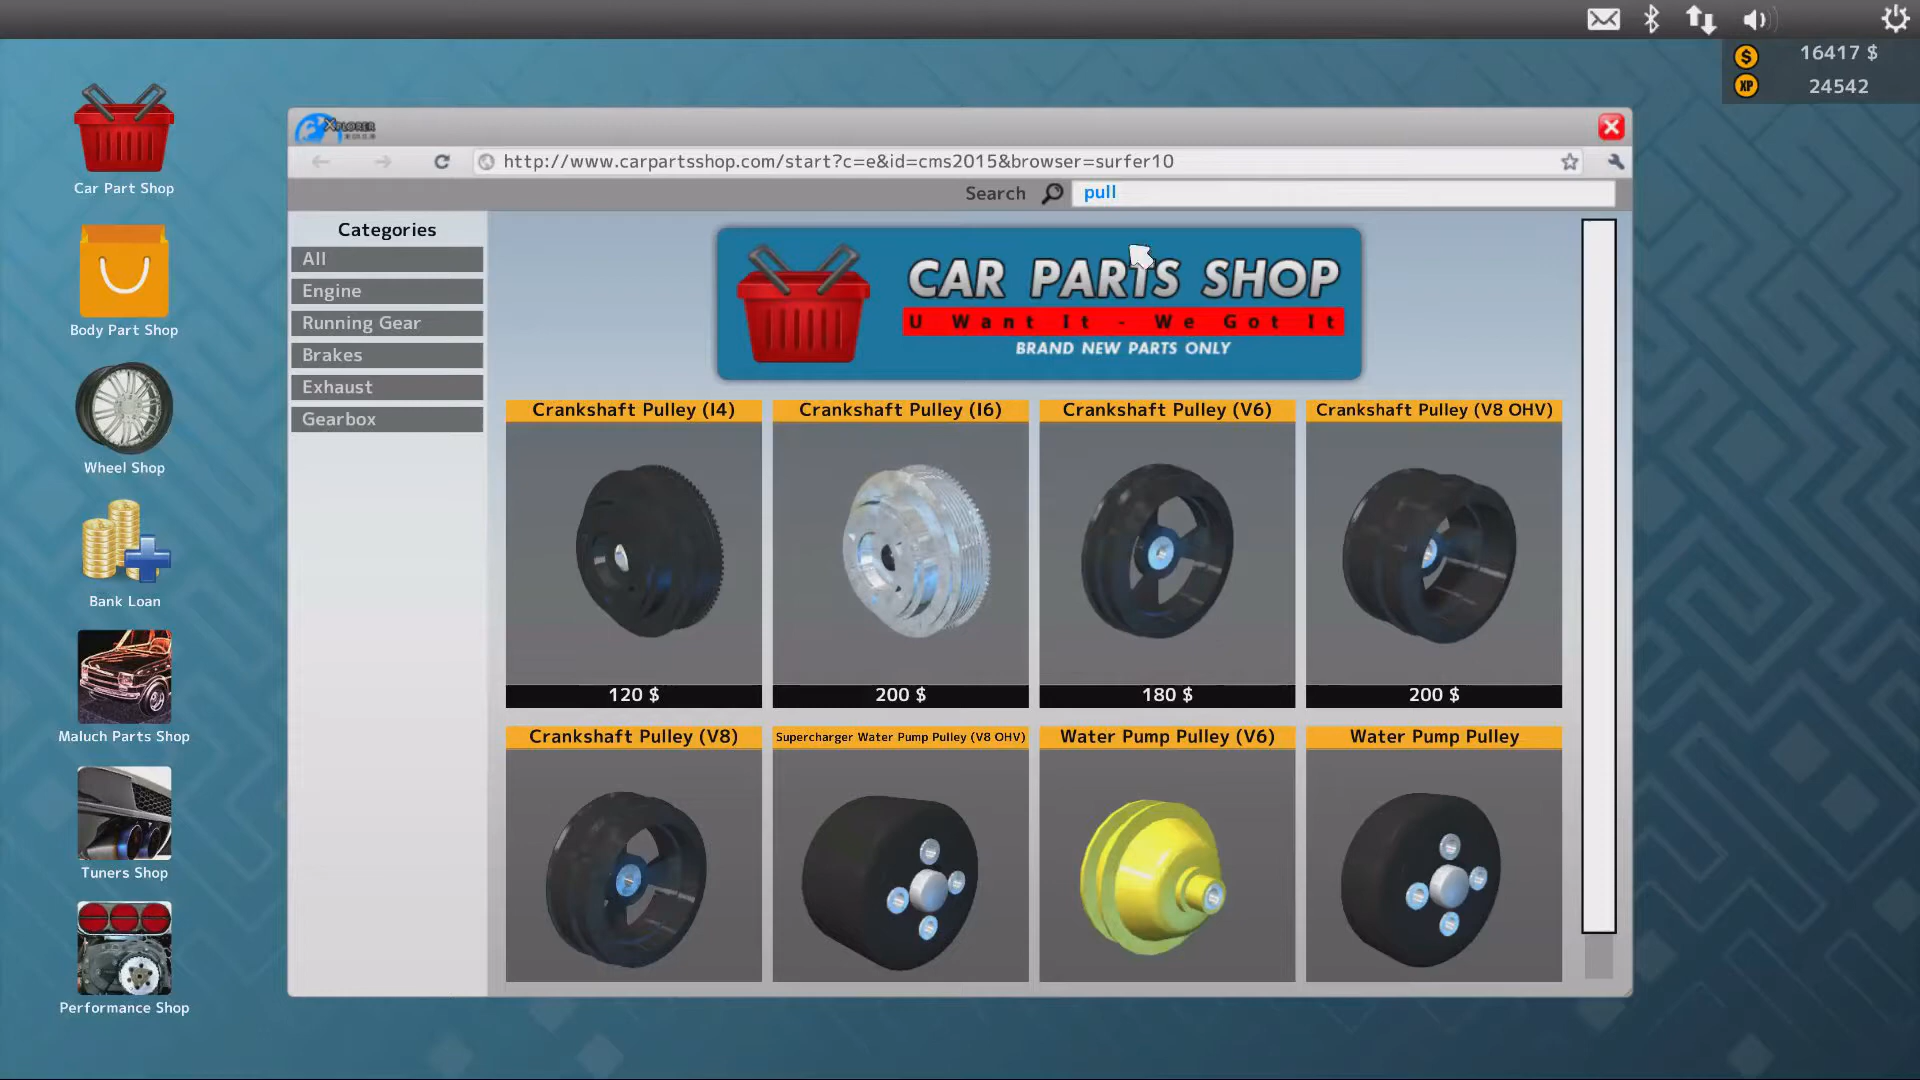 16417 $
XP 24542
Car Part Shop
Body Part Shop
Wheel Shop
Bank Loan
Maluch Parts Shop
Tuners Shop
Performance Shop
XPLORER
http://www.carpartsshop.com/start?c=e&id=cms2015&browser=surfer10
Search pull
Categories
All
Engine
Running Gear
Brakes
Exhaust
Gearbox
CAR PARTS SHOP
U Want It - We Got It
BRAND NEW PARTS ONLY
Crankshaft Pulley (I4) Crankshaft Pulley (I6) Crankshaft Pulley (V6) Crankshaft Pulley (V8 OHV)
120 $ 200 $ 180 $ 200 $
Crankshaft Pulley (V8) Supercharger Water Pump Pulley (V8 OHV) Water Pump Pulley (V6) Water Pump Pulley